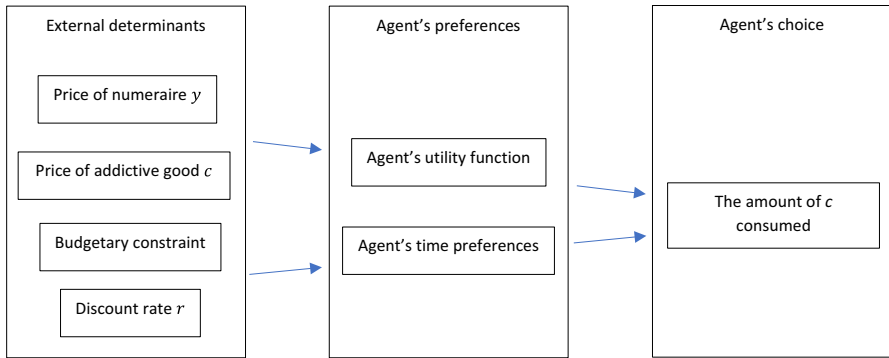 External determinants
Price of numeraire y
Price of addictive good c
Budgetary constraint
Discount rate r
Agent’s preferences
Agent’s utility function
Agent’s time preferences
Agent’s choice
The amount of c
consumed